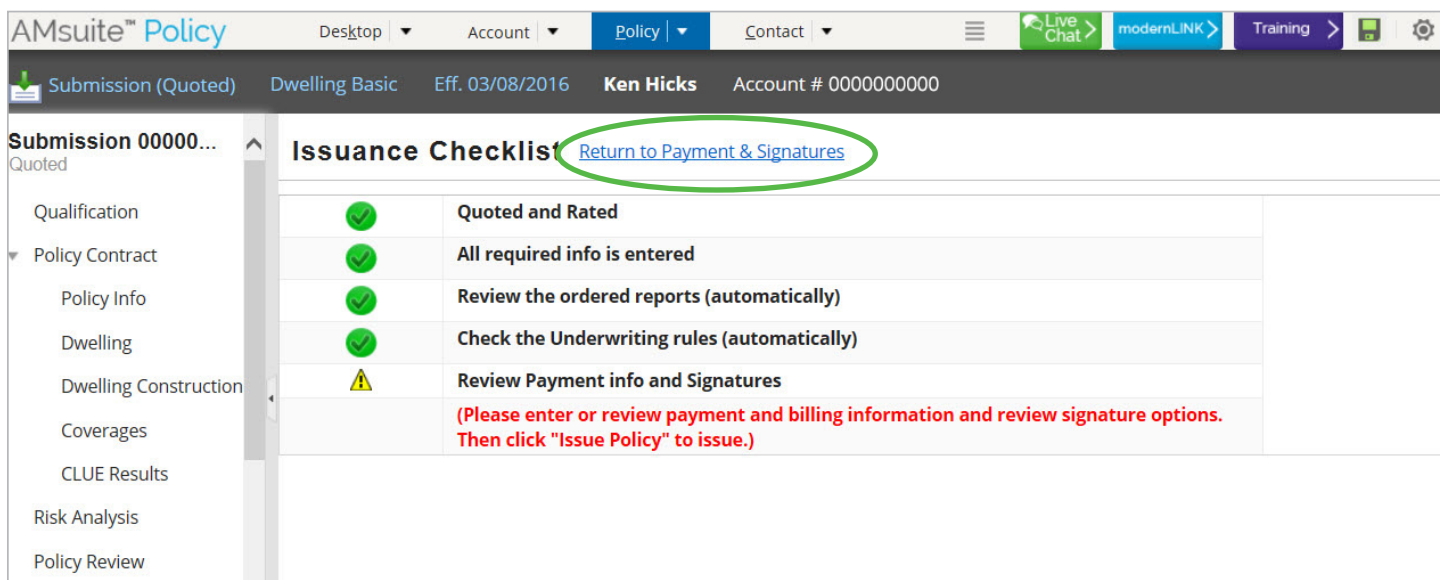 AMsuite™ Policy
Desktop
Account
Policy
Contact
Live Chat
modernLINK
Training
Submission (Quoted)
Dwelling Basic
Eff. 03/08/2016
Ken Hicks
Account # 0000000000
Submission 00000...
Quoted
Qualification
Policy Contract
Policy Info
Dwelling
Dwelling Construction
Coverages
CLUE Results
Risk Analysis
Policy Review
Issuance Checklist
Return to Payment & Signatures
Quoted and Rated
All required info is entered
Review the ordered reports (automatically)
Check the Underwriting rules (automatically)
Review Payment info and Signatures
(Please enter or review payment and billing information and review signature options.
Then click "Issue Policy" to issue.)